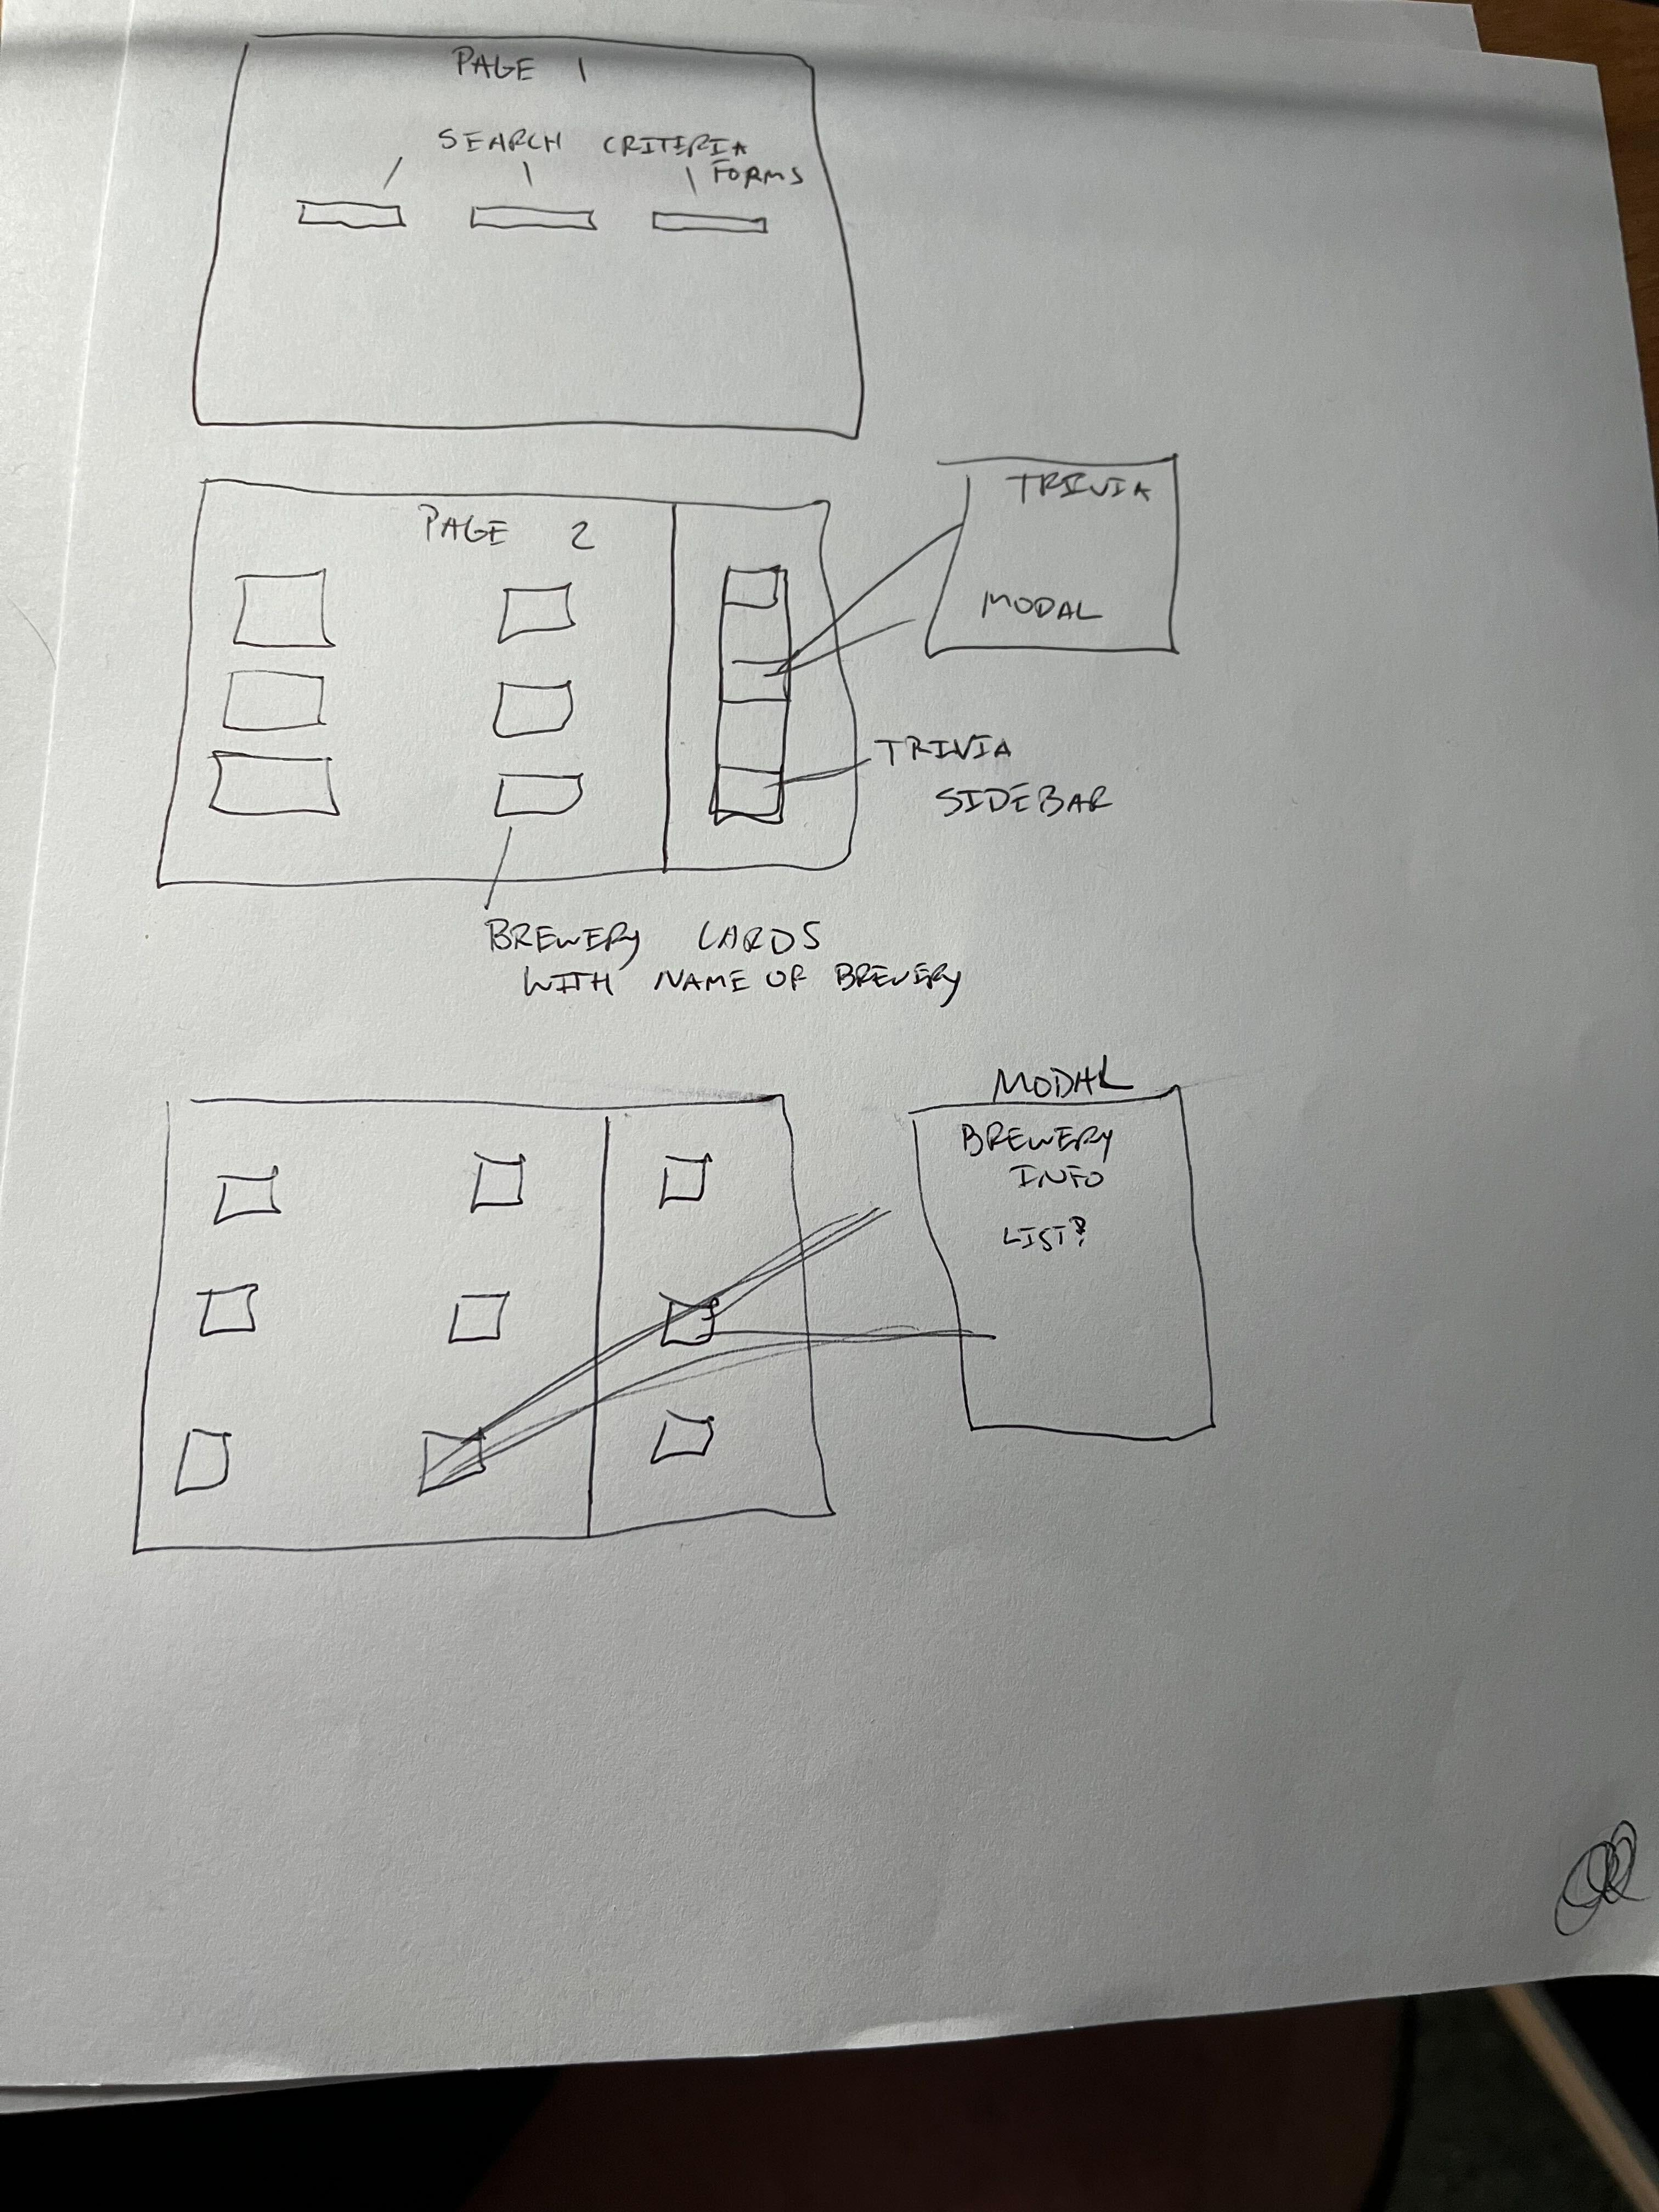 PAGE 1
SEARCH CRITERIA
FORMS
PAGE 2
TRIVIA
MODAL
TRIVIA
SIDEBAR
BREWERY CARDS
WITH NAME OF BREWERY
MODAL
BREWERY
INFO
LIST?